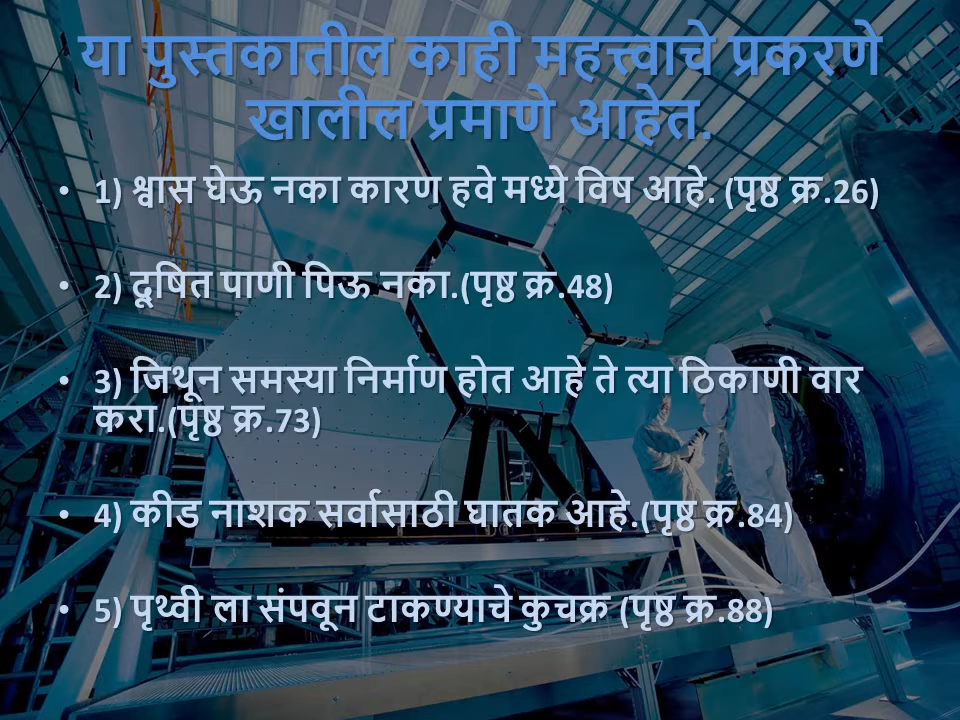 या पुस्तकातील काही महत्त्वाचे प्रकरणे
खालील प्रमाणे आहेत.
• 1) श्वास घेऊ नका कारण हवे मध्ये विष आहे. (पृष्ठ क्र.26)
• 2) दूषित पाणी पिऊ नका.(पृष्ठ क्र.48)
• 3) जिथून समस्या निर्माण होत आहे ते त्या ठिकाणी वार
करा.(पृष्ठ क्र.73)
• 4) कीड नाशक सर्वासाठी घातक आहे.(पृष्ठ क्र.84)
• 5) पृथ्वी ला संपवून टाकण्याचे कुचक्र (पृष्ठ क्र.88)